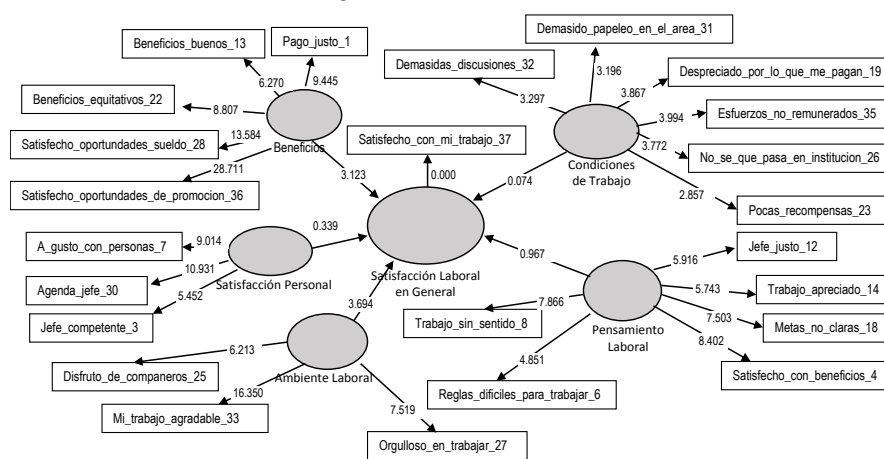 Demasido_papeleo_en_el_area_31
Beneficios_buenos_13
Pago_justo_1
Demasidas_discusiones_32
3.196
Despreciado_por_lo_que_me_pagan_19
6.270
9.445
3.297
3.867
Beneficios_equitativos_22
8.807
3.994
Esfuerzos_no_remunerados_35
13.584
Beneficios
Satisfecho_oportundades_sueldo_28
Satisfecho_con_mi_trabajo_37
3.772
No_se_que_pasa_en_institucion_26
Condiciones
de Trabajo
28.711
3.123
0.000
0.074
2.857
Satisfecho_oportunidades_de_promocion_36
Pocas_recompensas_23
A_gusto_con_personas_7
9.014
0.339
0.967
5.916
Jefe_justo_12
10.931
Agenda_jefe_30
Satisfacción Personal
Satisfacción Laboral
en General
5.743
Trabajo_apreciado_14
5.452
3.694
7.866
7.503
Jefe_competente_3
Trabajo_sin_sentido_8
Pensamiento
Laboral
Metas_no_claras_18
8.402
6.213
4.851
Disfruto_de_companeros_25
Ambiente Laboral
Satisfecho_con_beneficios_4
16.350
Reglas_dificiles_para_trabajar_6
Mi_trabajo_agradable_33
7.519
Orgulloso_en_trabajar_27